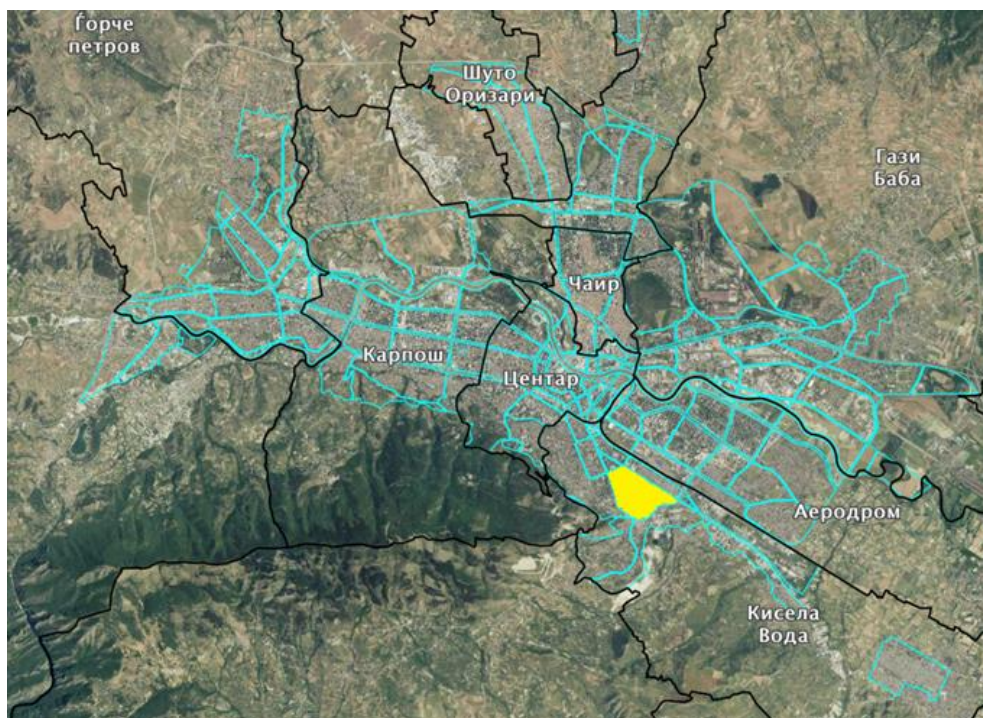 Ѓорче
петров
Шуто
Оризари
Гази
Баба
Чаир
Карпош
Центар
Аеродром
Кисела
Вода